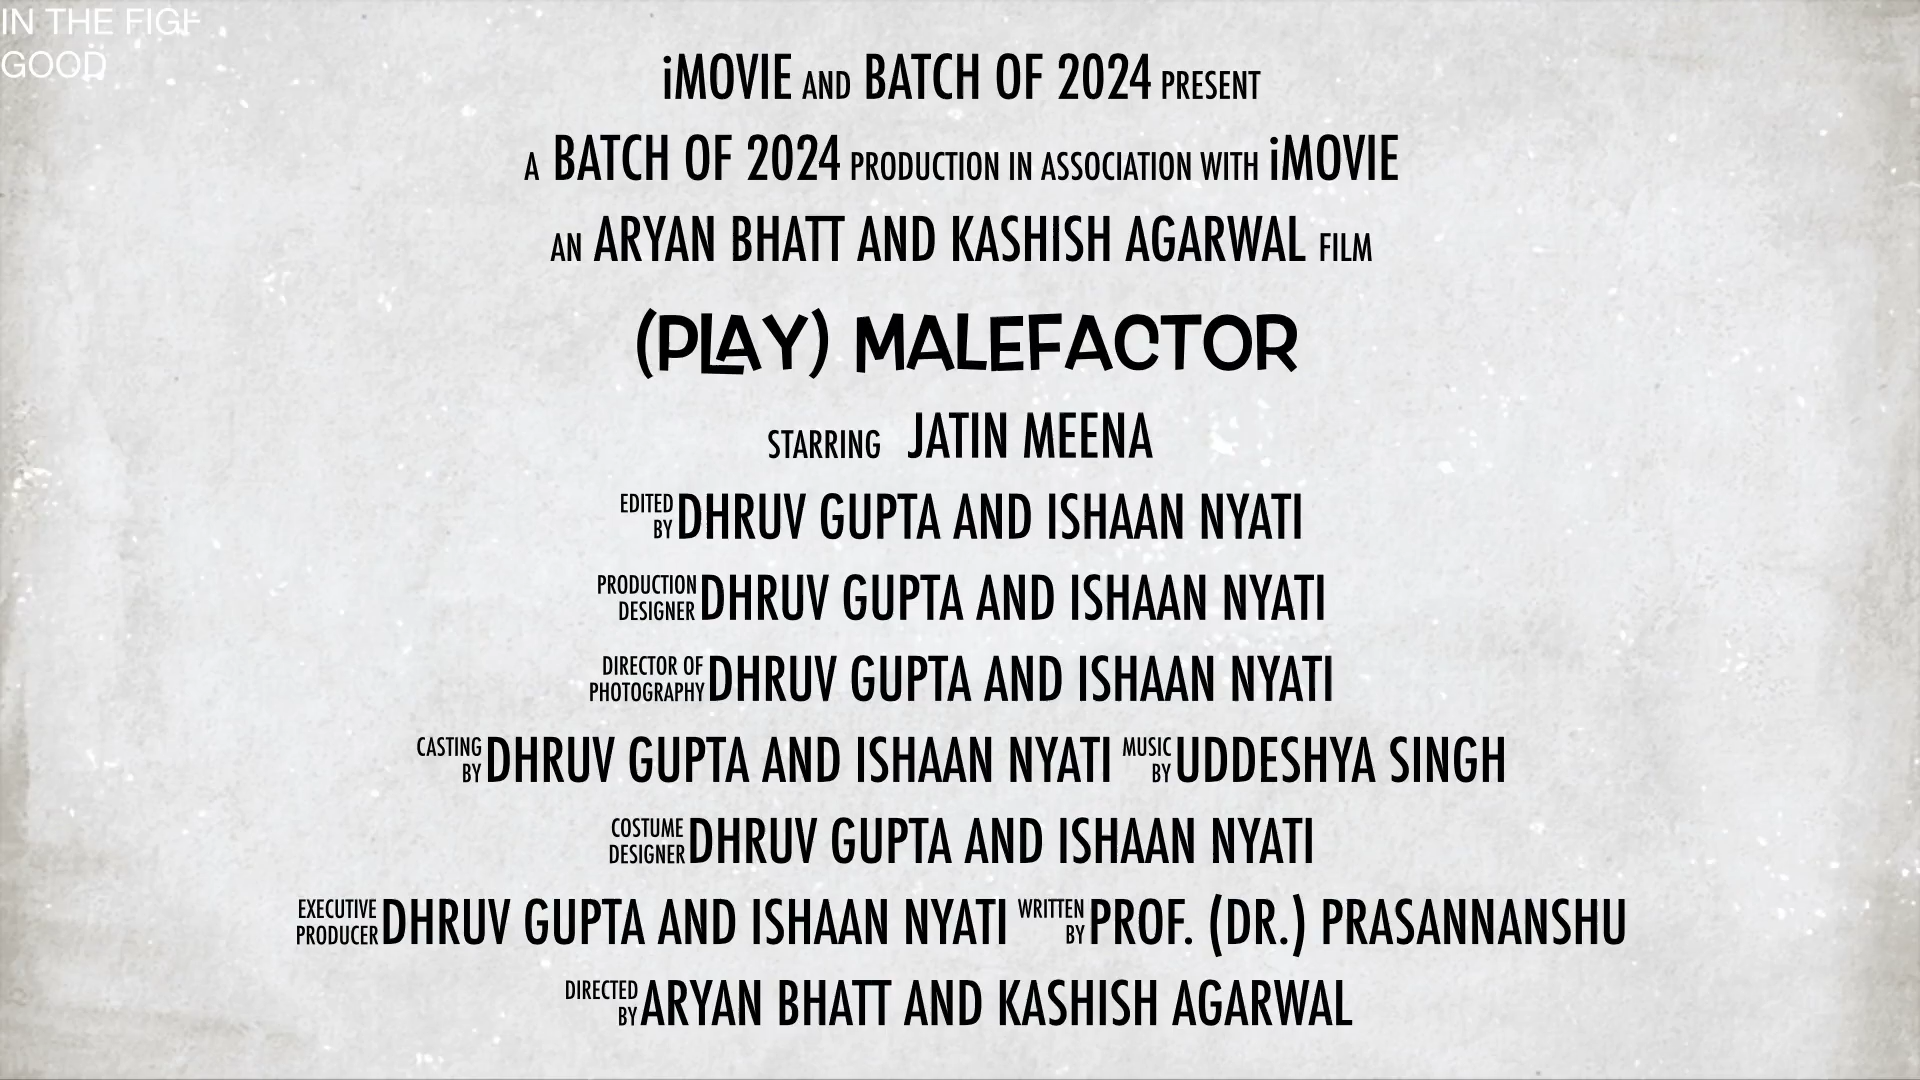 IN THE
GOOD
iMOVIE AND BATCH OF 2024 PRESENT
A BATCH OF 2024 PRODUCTION IN ASSOCIATION WITH iMOVIE
AN ARYAN BHATT AND KASHISH AGARWAL FILM
(PLAY) MALEFACTOR
STARRING JATIN MEENA
EDITED BY DHRUV GUPTA AND ISHAAN NYATI
PRODUCTION DESIGNER DHRUV GUPTA AND ISHAAN NYATI
DIRECTOR OF PHOTOGRAPHY DHRUV GUPTA AND ISHAAN NYATI
CASTING BY DHRUV GUPTA AND ISHAAN NYATI MUSIC BY UDDESHYA SINGH
COSTUME DESIGNER DHRUV GUPTA AND ISHAAN NYATI
EXECUTIVE PRODUCER DHRUV GUPTA AND ISHAAN NYATI WRITTEN BY PROF. (DR.) PRASANNANSHU
DIRECTED BY ARYAN BHATT AND KASHISH AGARWAL